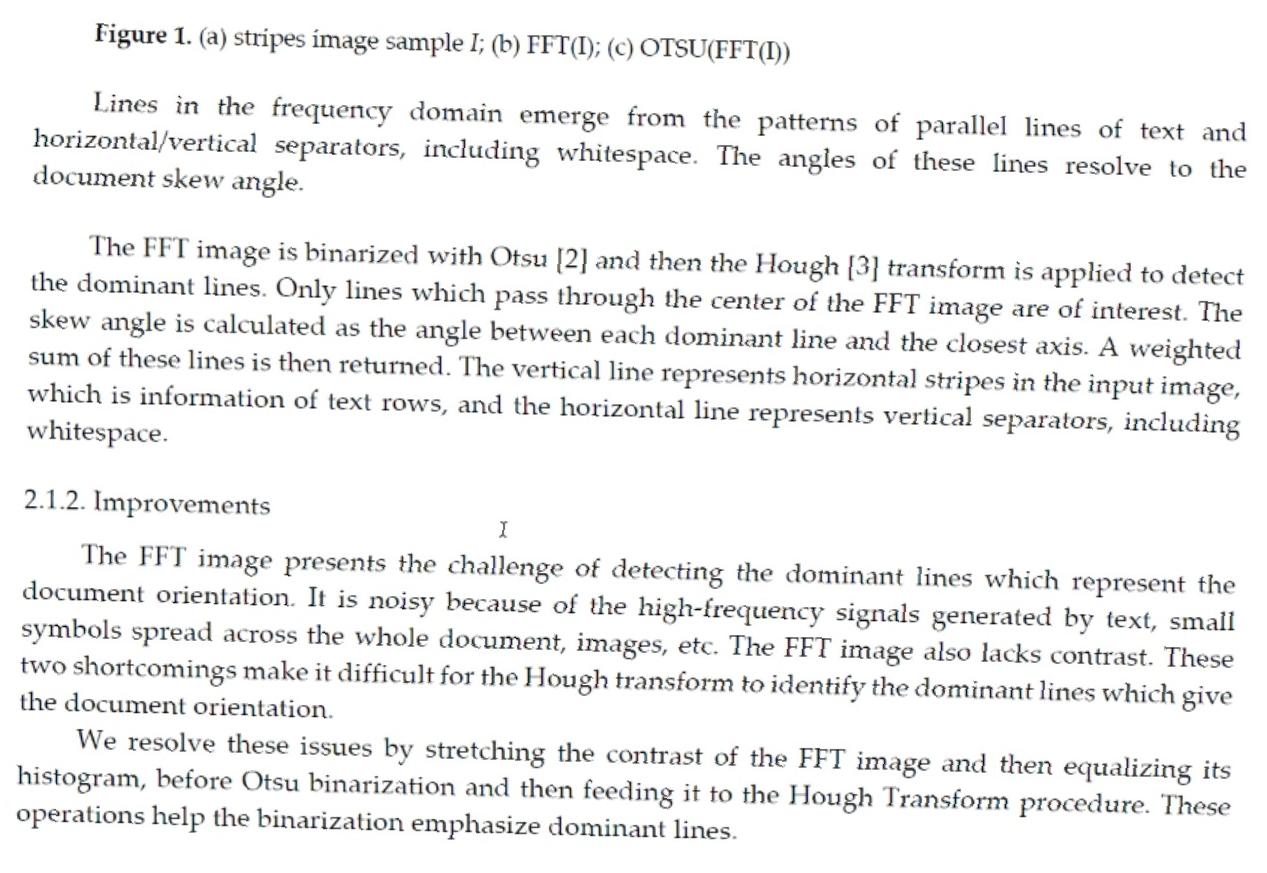 Figure 1. (a) stripes image sample I; (b) FFT(I); (c) OTSU(FFT(I))
Lines in the frequency domain emerge from the patterns of parallel lines of text and
horizontal/vertical separators, including whitespace. The angles of these lines resolve to the
document skew angle.
The FFT image is binarized with Otsu [2] and then the Hough [3] transform is applied to detect
the dominant lines. Only lines which pass through the center of the FFT image are of interest. The
skew angle is calculated as the angle between each dominant line and the closest axis. A weighted
sum of these lines is then returned. The vertical line represents horizontal stripes in the input image,
which is information of text rows, and the horizontal line represents vertical separators, including
whitespace.
2.1.2. Improvements
The FFT image presents the challenge of detecting the dominant lines which represent the
document orientation. It is noisy because of the high-frequency signals generated by text, small
symbols spread across the whole document, images, etc. The FFT image also lacks contrast. These
two shortcomings make it difficult for the Hough transform to identify the dominant lines which give
the document orientation.
We resolve these issues by stretching the contrast of the FFT image and then equalizing its
histogram, before Otsu binarization and then feeding it to the Hough Transform procedure. These
operations help the binarization emphasize dominant lines.